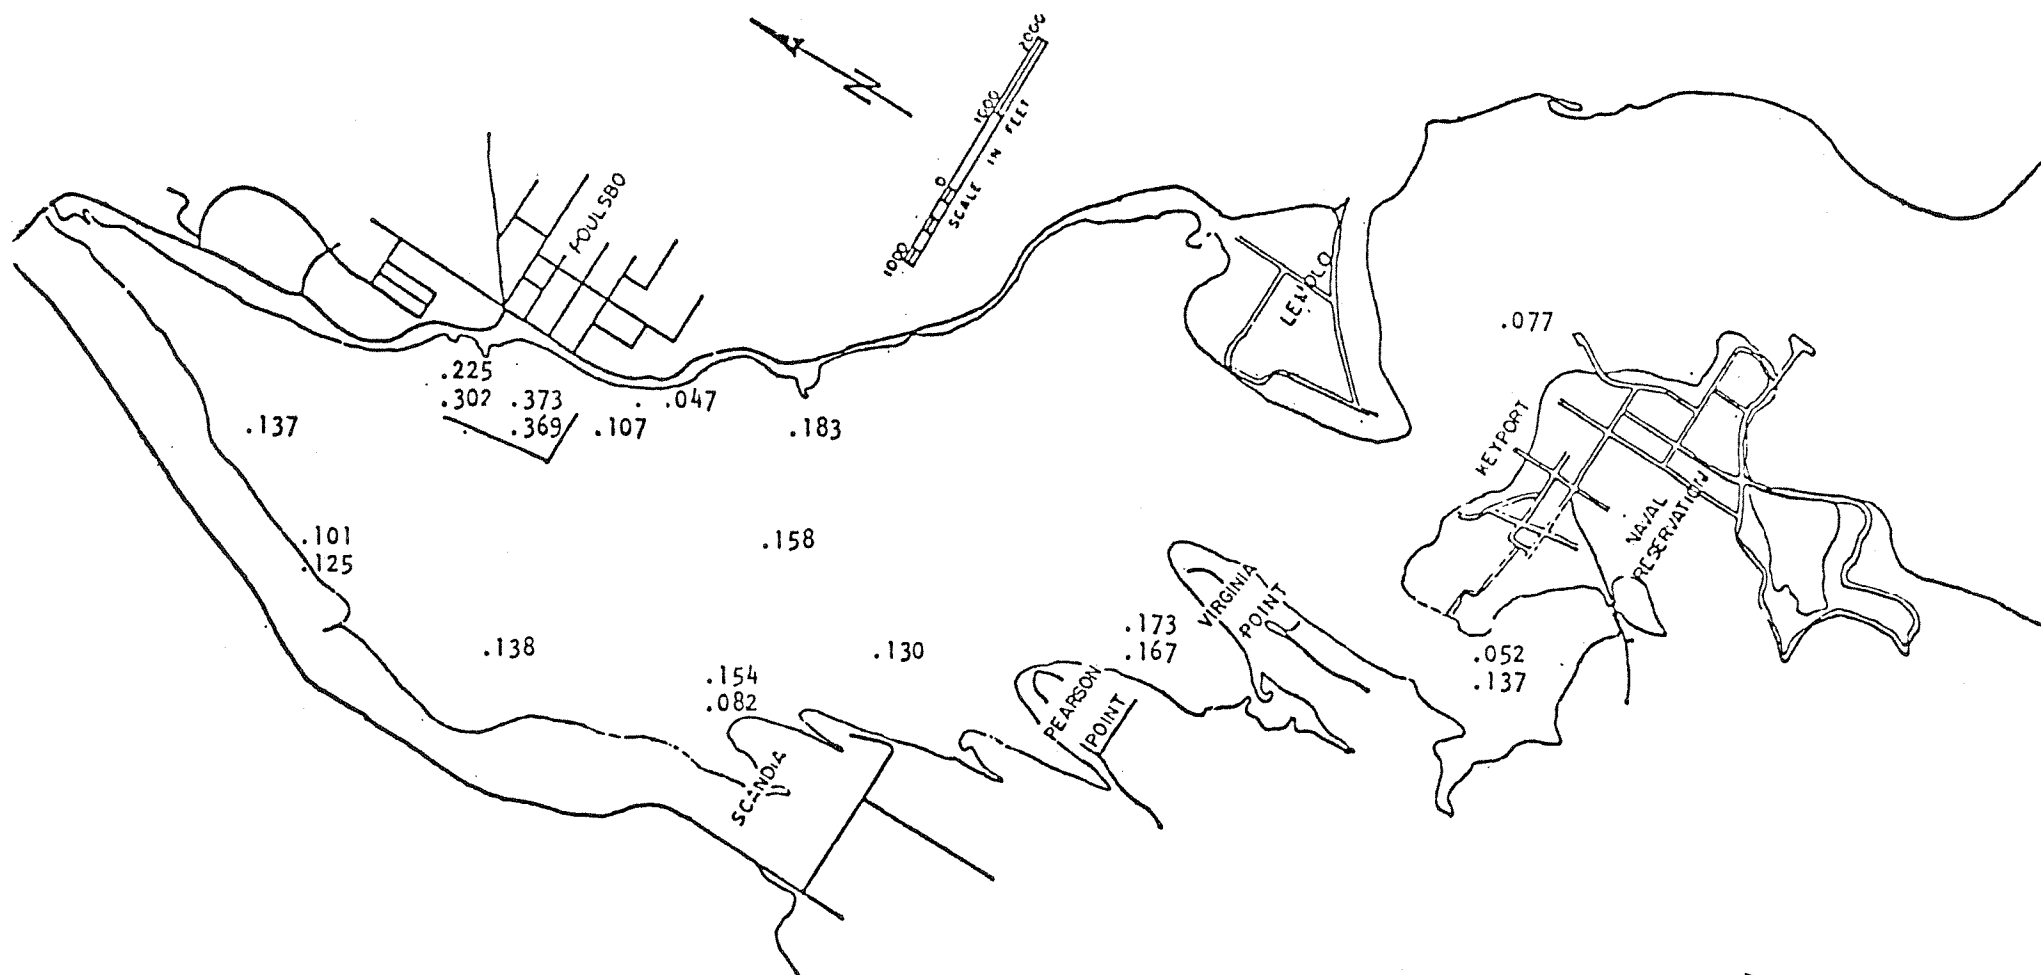 N
2000
1000
0
1000
SCALE IN FEET
POULSBO
LEMOLO
.077
.225
.302 .373
.047
.137
.369 .107
.183
KEYPORT
NAVAL
RESERVATION
.101
.125
.158
VIRGINIA
POINT
.173
.167
.138
.130
.052
.137
.154
.082
PEARSON
POINT
SCANDIA